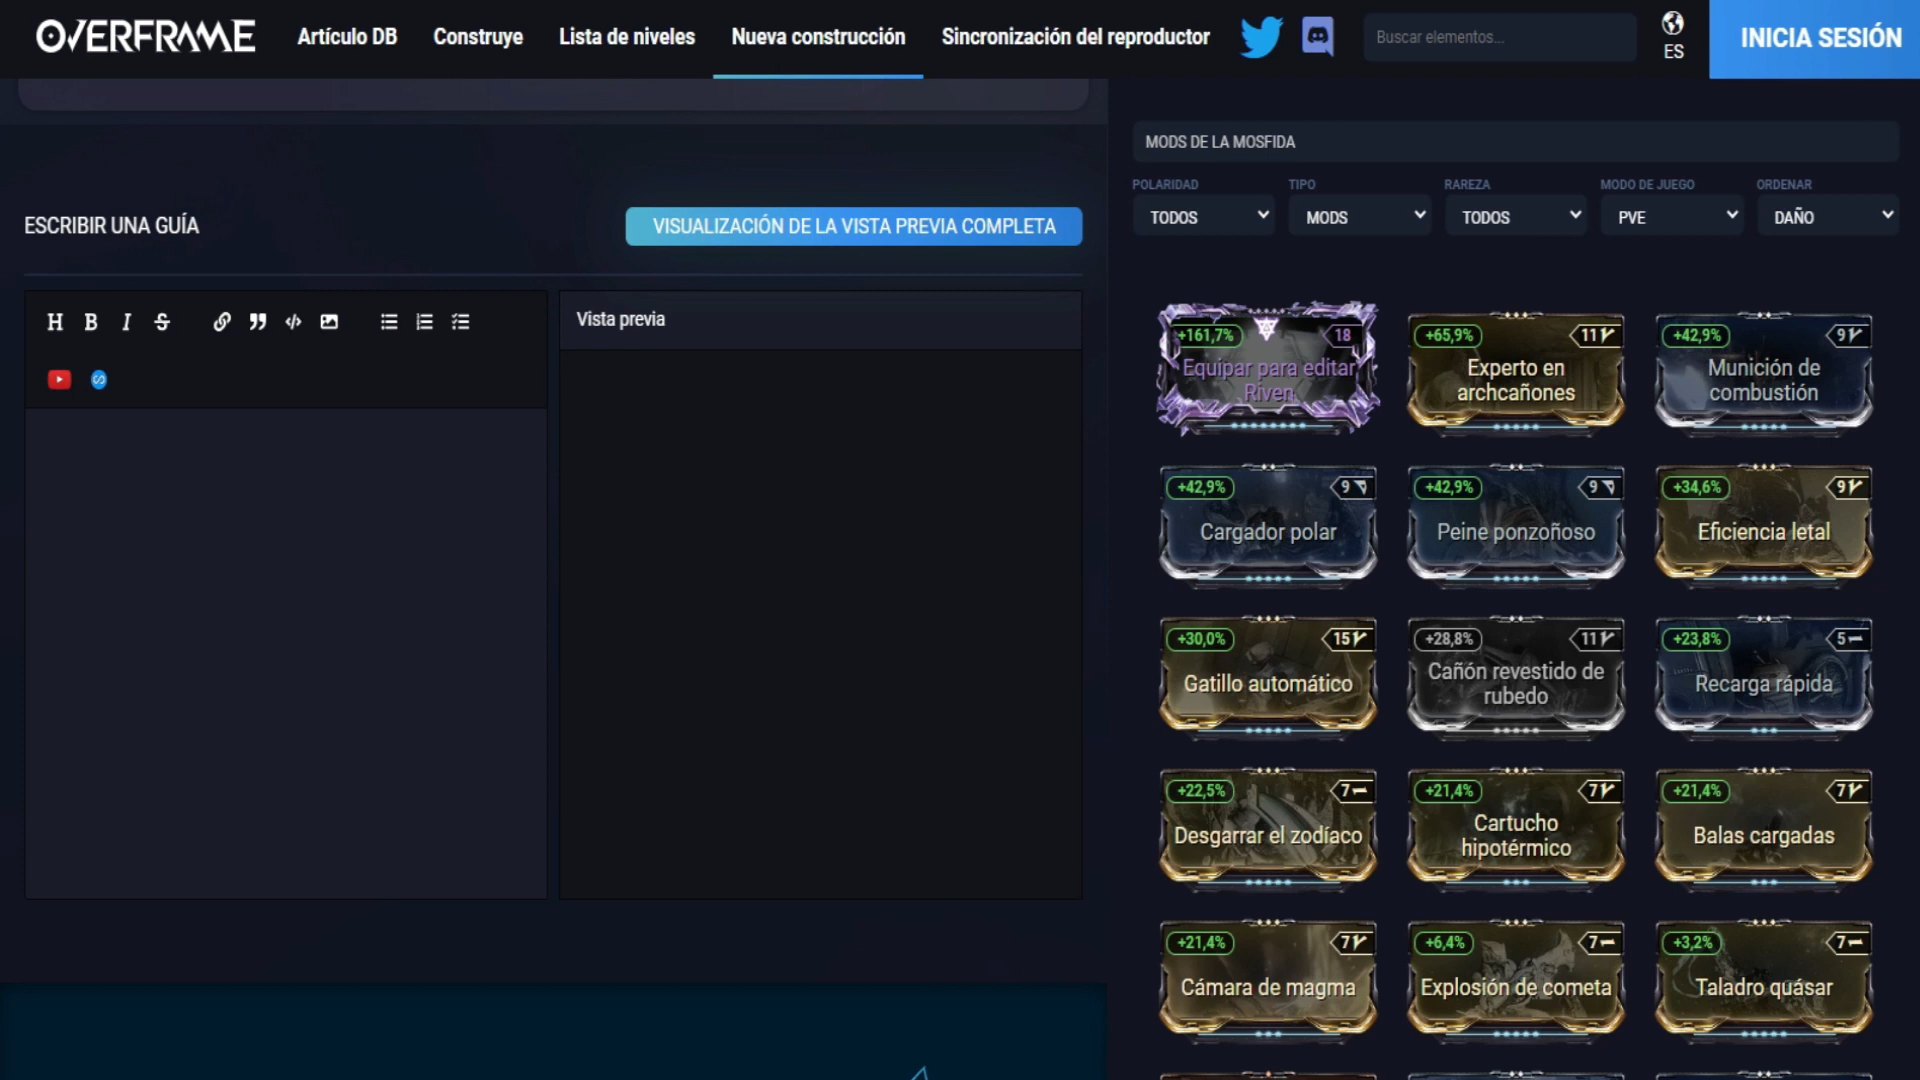 OVERFRAME
Artículo DB
Construye
Lista de niveles
Nueva construcción
Sincronización del reproductor
Buscar elementos...
ES
INICIA SESIÓN
ESCRIBIR UNA GUÍA
VISUALIZACIÓN DE LA VISTA PREVIA COMPLETA
H B I S
Vista previa
MODS DE LA MOSFIDA
POLARIDAD TIPO RAREZA MODO DE JUEGO ORDENAR
TODOS MODS TODOS PVE DAÑO
+161,7% 18
Equipar para editar
Riven
+65,9% 11
Experto en
archcañones
+42,9% 9
Munición de
combustión
+42,9% 9
Cargador polar
+42,9% 9
Peine ponzoñoso
+34,6% 9
Eficiencia letal
+30,0% 15
Gatillo automático
+28,8% 11
Cañón revestido de
rubedo
+23,8% 5
Recarga rápida
+22,5% 7
Desgarrar el zodíaco
+21,4% 7
Cartucho
hipotérmico
+21,4% 7
Balas cargadas
+21,4% 7
Cámara de magma
+6,4% 7
Explosión de cometa
+3,2% 7
Taladro quásar